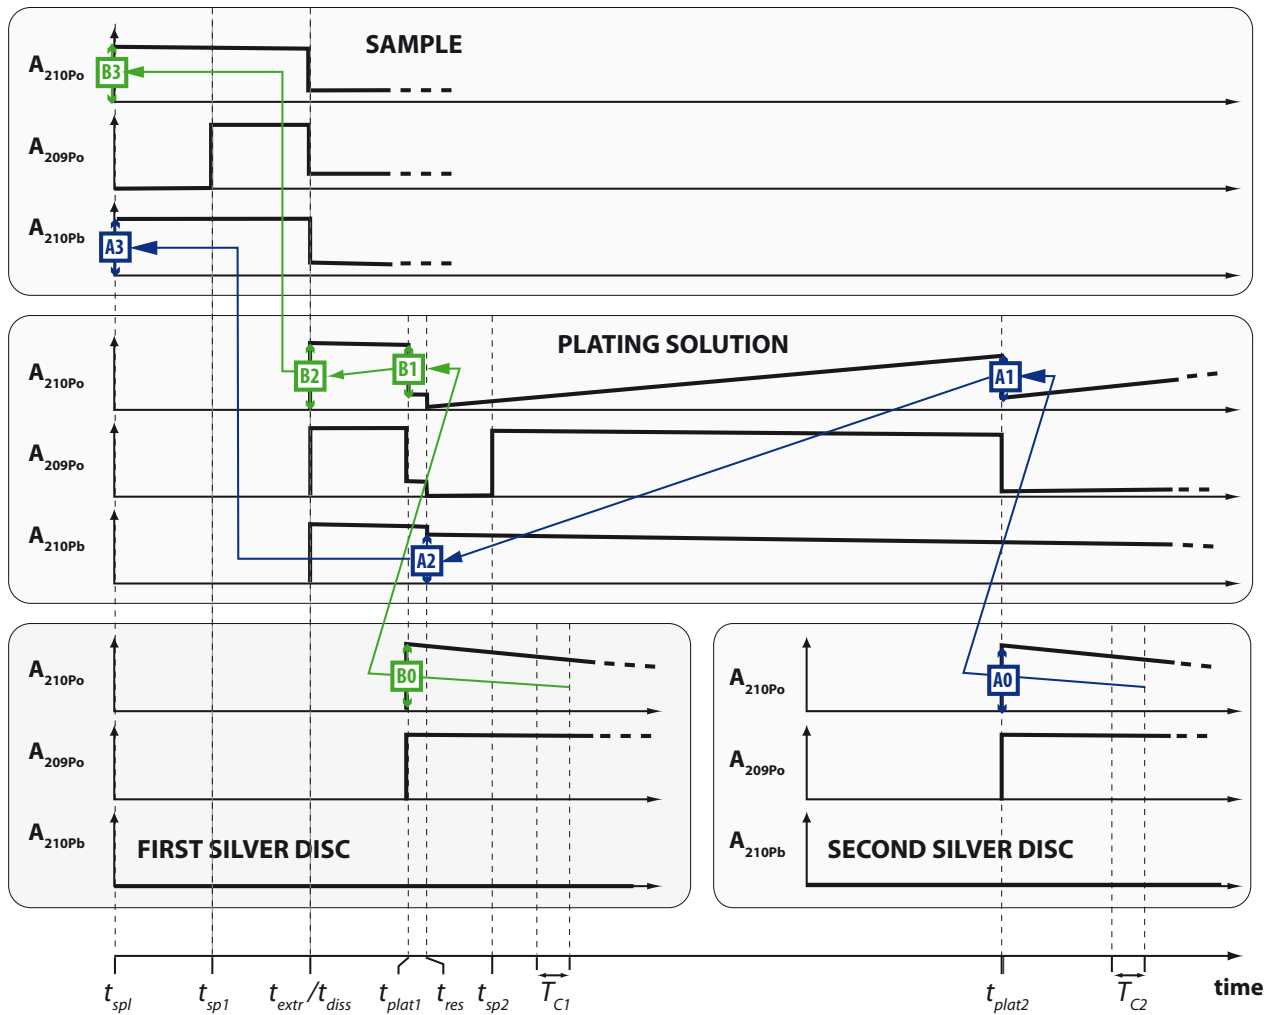 SAMPLE
A210Po
B3
A209Po
A210Pb
A3
PLATING SOLUTION
A210Po
B2
B1
A1
A209Po
A210Pb
A2
A210Po
B0
A209Po
A210Pb
FIRST SILVER DISC
A210Po
A0
A209Po
A210Pb
SECOND SILVER DISC
tspl tsp1 textr/tdiss tplat1 tres tsp2 TC1 tplat2 TC2 time